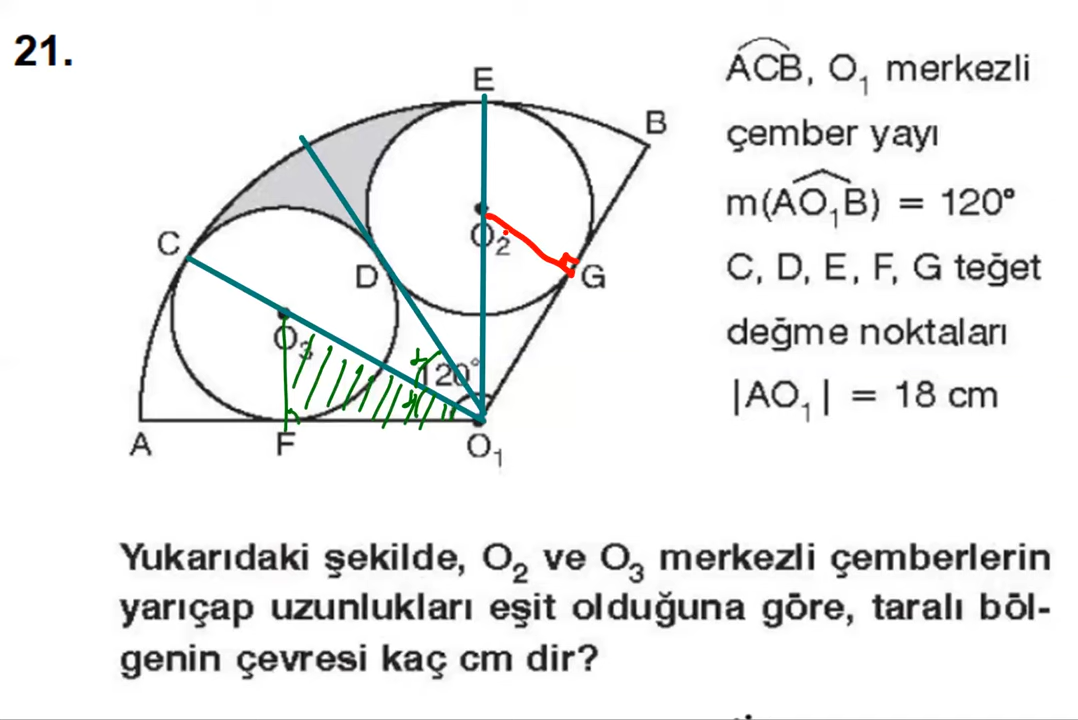 21.
E
B
ACB, O₁ merkezli
çember yayı
m(AO₁B) = 120°
C
O₂
D
G
C, D, E, F, G teğet
değme noktaları
O₃
120°
|AO₁| = 18 cm
A
F
O₁
Yukarıdaki şekilde, O₂ ve O₃ merkezli çemberlerin
yarıçap uzunlukları eşit olduğuna göre, taralı böl-
genin çevresi kaç cm dir?